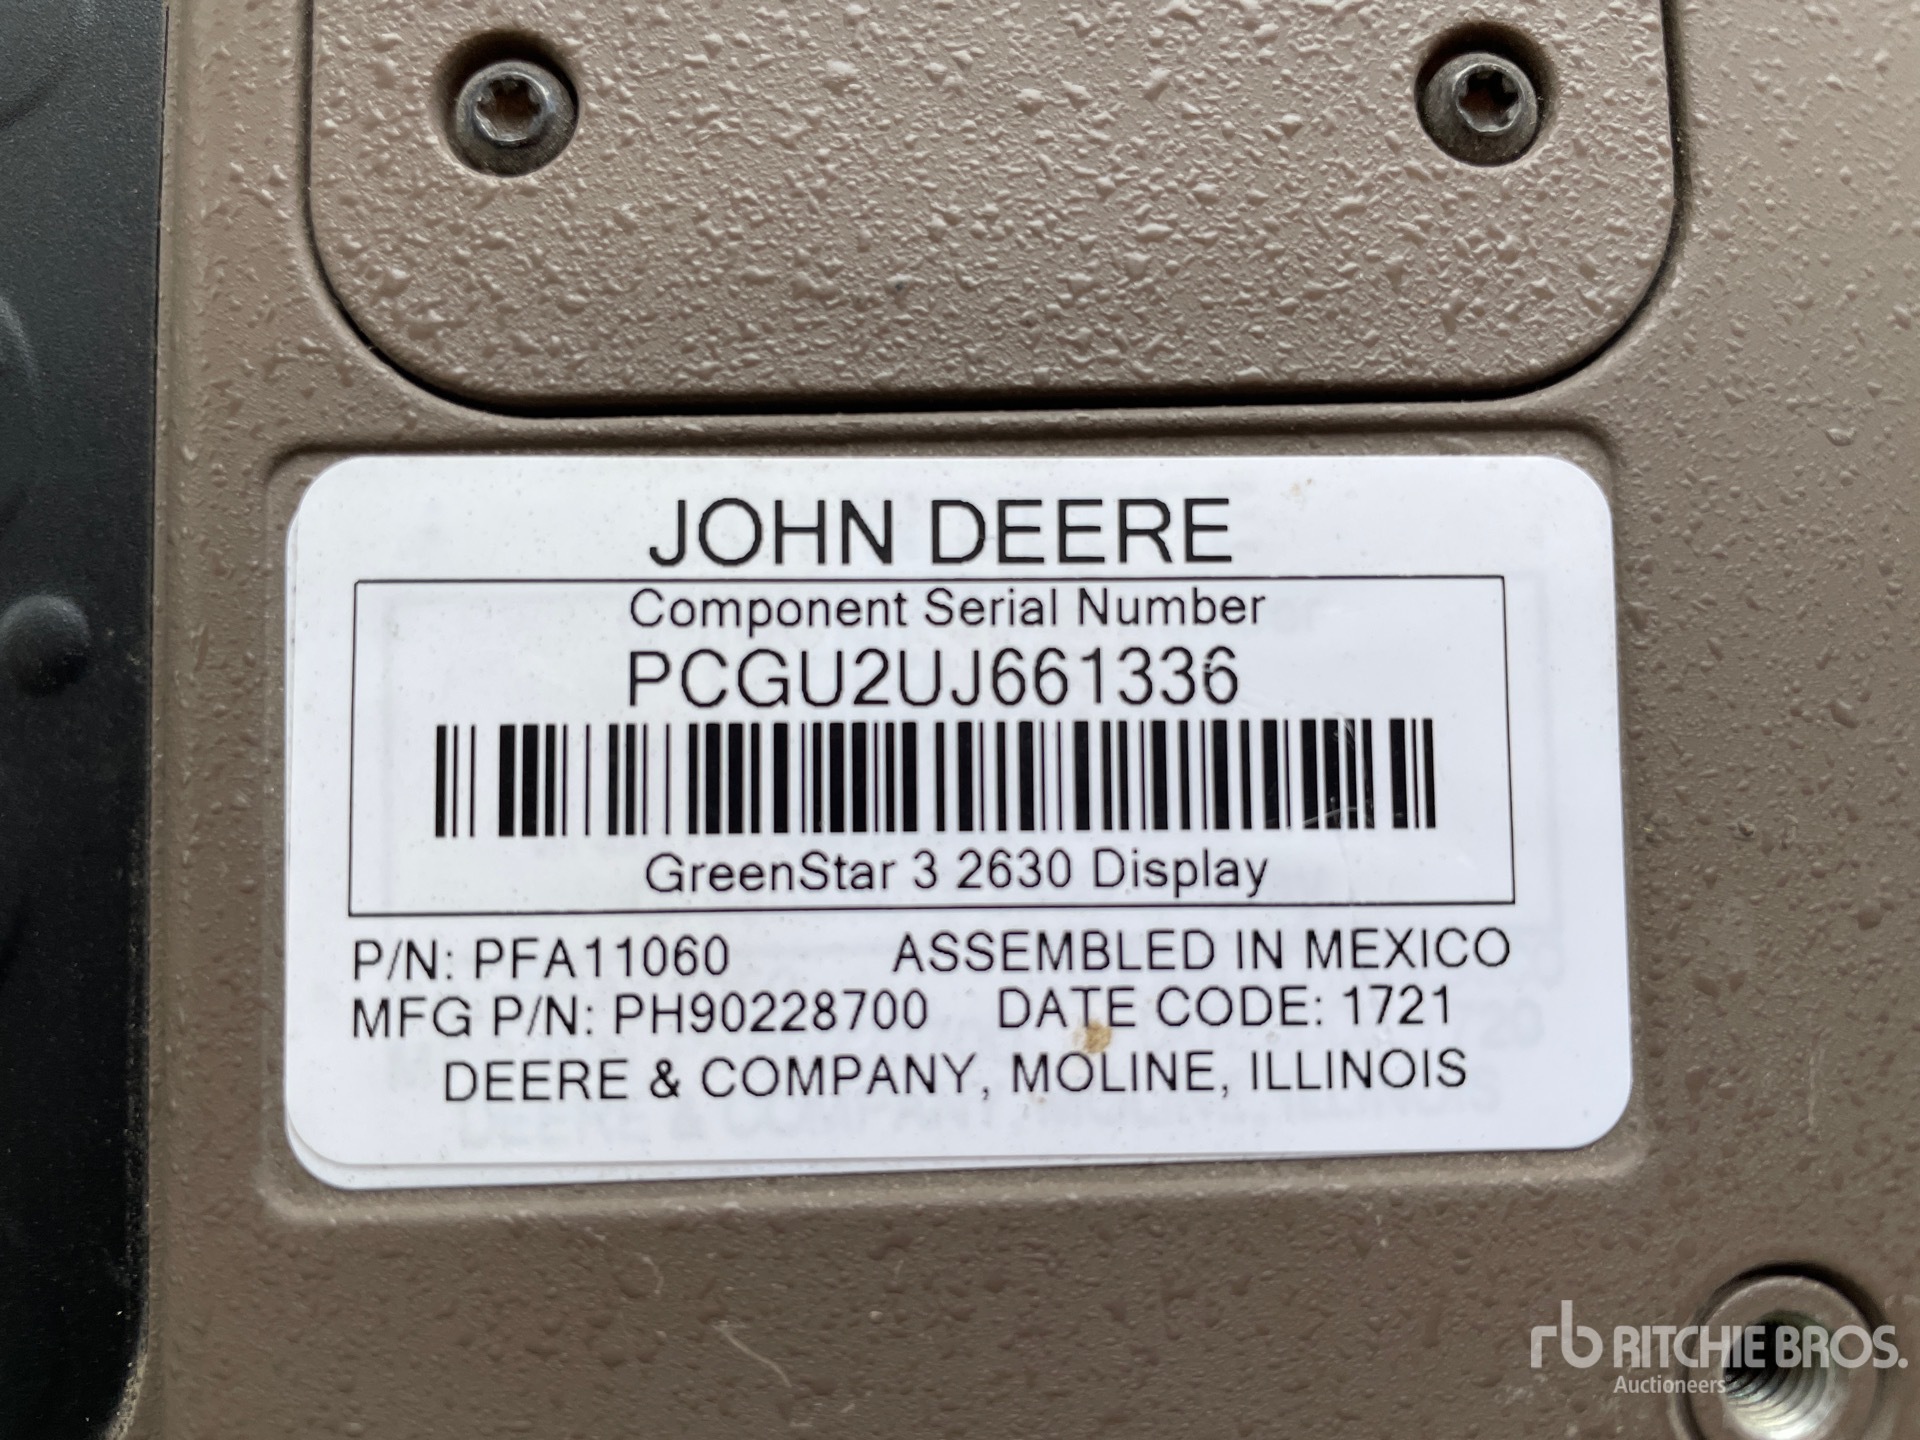 JOHN DEERE
Component Serial Number
PCGU2UJ661336
GreenStar 3 2630 Display
P/N: PFA11060 ASSEMBLED IN MEXICO
MFG P/N: PH90228700 DATE CODE: 1721
DEERE & COMPANY, MOLINE, ILLINOIS
rb RITCHIE BROS.
Auctioneers